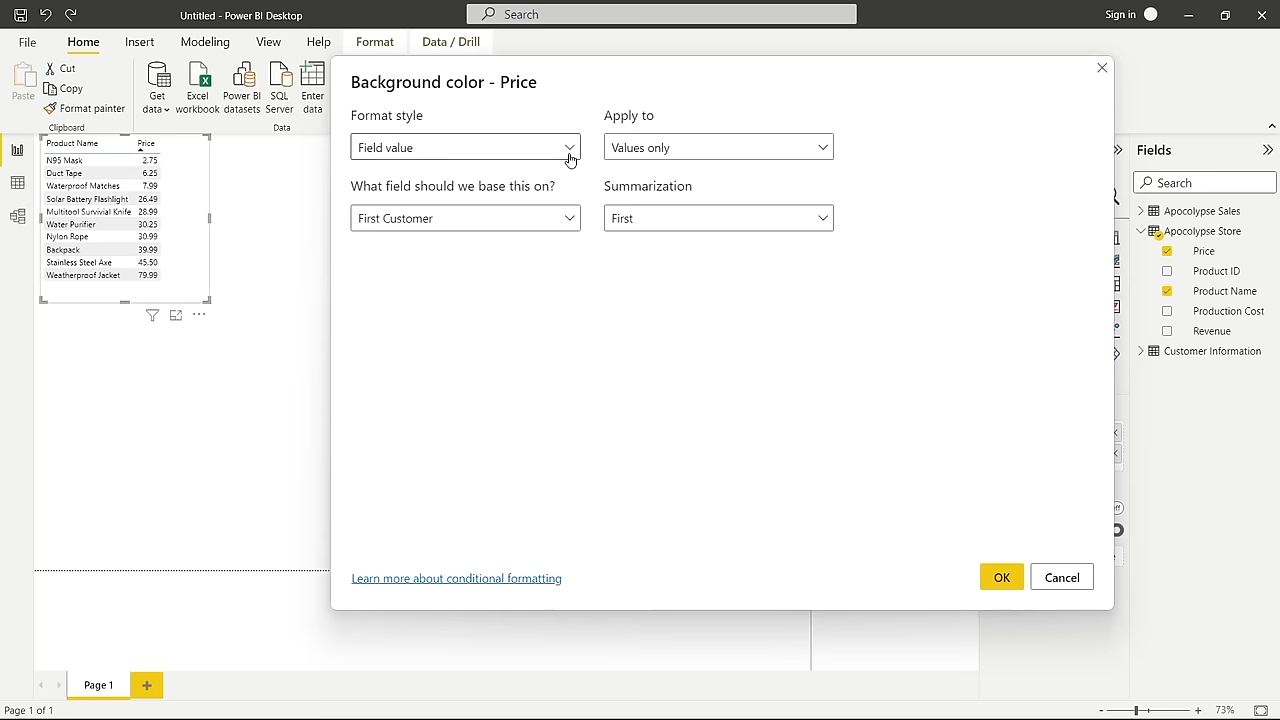 Untitled - Power BI Desktop
Search
Sign in
File
Home
Insert
Modeling
View
Help
Format
Data / Drill
Paste
Cut
Copy
Format painter
Clipboard
Get data
Excel workbook
Power BI datasets
SQL Server
Enter data
Data
Background color - Price
Format style
Apply to
Field value
Values only
What field should we base this on?
Summarization
First Customer
First
Learn more about conditional formatting
OK
Cancel
Product Name Price
N95 Mask 2.75
Duct Tape 6.25
Waterproof Matches 7.99
Solar Battery Flashlight 26.49
Multitool Survivial Knife 28.99
Water Purifier 30.25
Nylon Rope 30.99
Backpack 39.99
Stainless Steel Axe 45.50
Weatherproof Jacket 79.99
Fields
Search
Apocolypse Sales
Apocolypse Store
Price
Product ID
Product Name
Production Cost
Revenue
Customer Information
Page 1
Page 1 of 1
73%